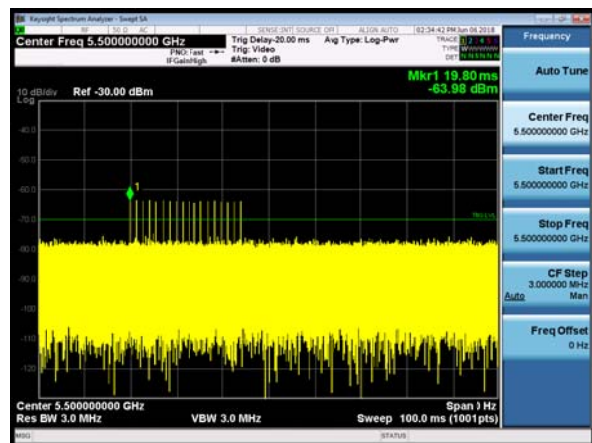 Keysight Spectrum Analyzer - Swept SA
RF 50 Ω AC SENSE:INT SOURCE OFF ALIGN AUTO 02:34:42 PM Jun 06, 2018
Center Freq 5.500000000 GHz
PNO: Fast
IFGain:High
Trig Delay-20.00 ms
Trig: Video
#Atten: 0 dB
Avg Type: Log-Pwr
TRACE
TYPE
DET
Mkr1 19.80 ms
-63.98 dBm
10 dB/div Ref -30.00 dBm
Log
1
-40.0
-50.0
-60.0
-70.0
TRIG LVL
-80.0
-90.0
-100
-110
-120
Center 5.500000000 GHz
Span 0 Hz
Res BW 3.0 MHz
VBW 3.0 MHz
Sweep 100.0 ms (1001pts)
MSG
STATUS
Frequency
Auto Tune
Center Freq
5.500000000 GHz
Start Freq
5.500000000 GHz
Stop Freq
5.500000000 GHz
CF Step
3.000000 MHz
Auto Man
Freq Offset
0 Hz